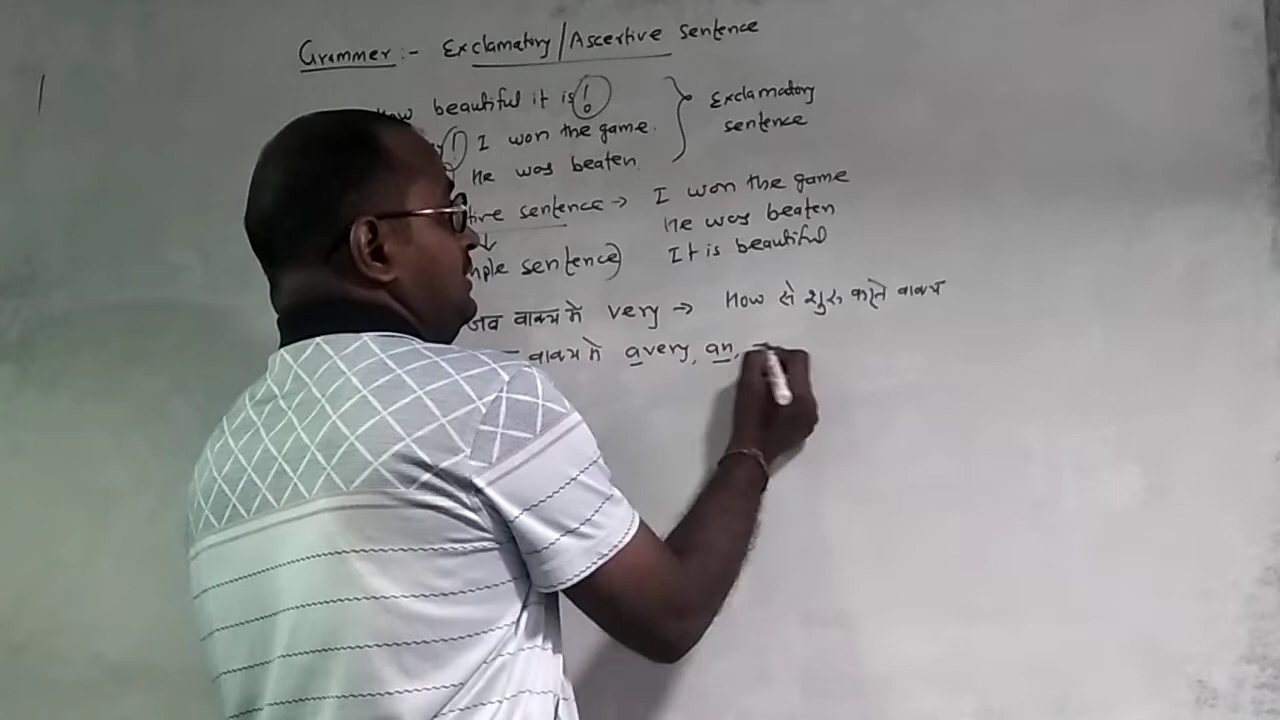 Grammer:- Exclamatory/Ascertive sentence
beautiful it is!
! I won the game.
He was beaten.
Exclamatory
sentence
sentence → I won the game
He was beaten
↓
sentence) It is beautiful
जब वाक्य मे very → How से शुरु करते वाक्य
वाक्य मे a very, an,